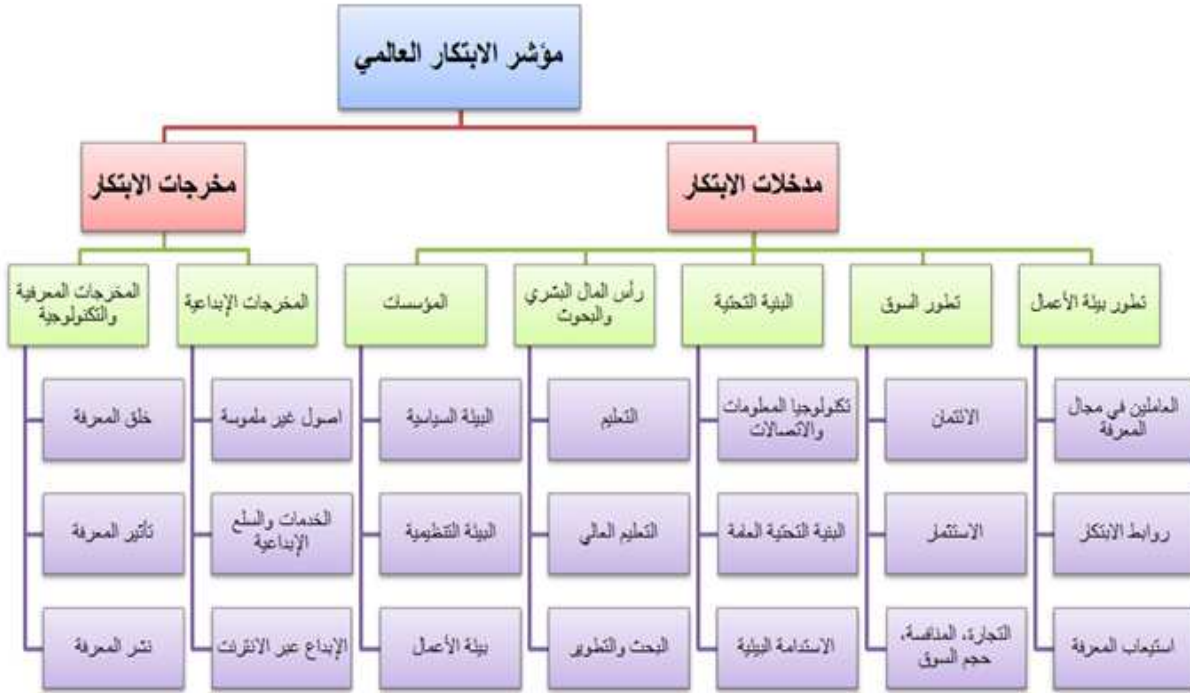 مؤشر الابتكار العالمي
مدخلات الابتكار
مخرجات الابتكار
تطور بيئة الأعمال
تطور السوق
البنية التحتية
رأس المال البشري
والبحوث
المؤسسات
المخرجات الإبداعية
المخرجات المعرفية
والتكنولوجية
العاملين في مجال
المعرفة
الائتمان
تكنولوجيا المعلومات
والاتصالات
التعليم
البيئة السياسية
اصول غير ملموسة
خلق المعرفة
روابط الابتكار
الاستثمار
البنية التحتية العامة
التعليم العالي
البيئة التنظيمية
الخدمات والسلع
الإبداعية
تأثير المعرفة
استيعاب المعرفة
التجارة، المنافسة،
حجم السوق
الاستدامة البيئية
البحث والتطوير
بيئة الأعمال
الإبداع عبر الانترنت
نشر المعرفة